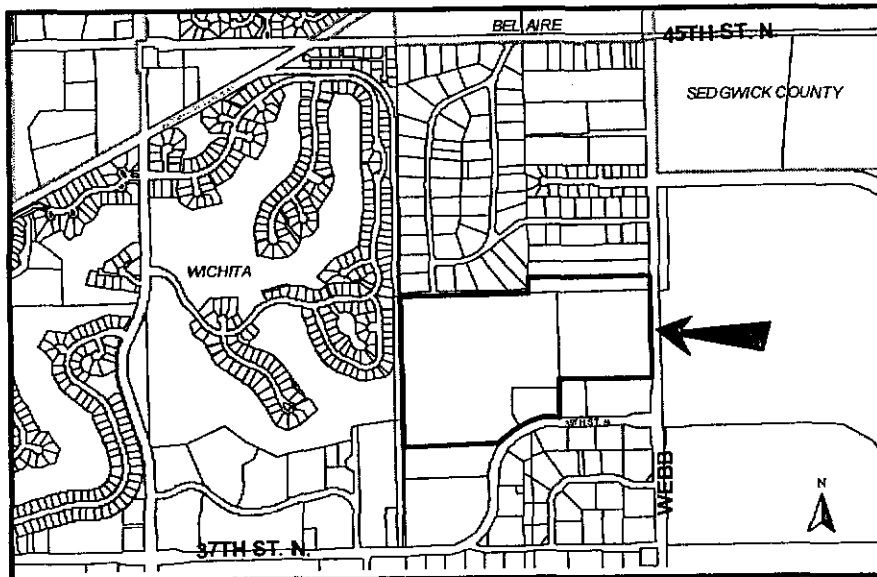 BEL AIRE
45TH ST. N.
SEDGWICK COUNTY
WICHITA
WEBB
N
37TH ST. N.